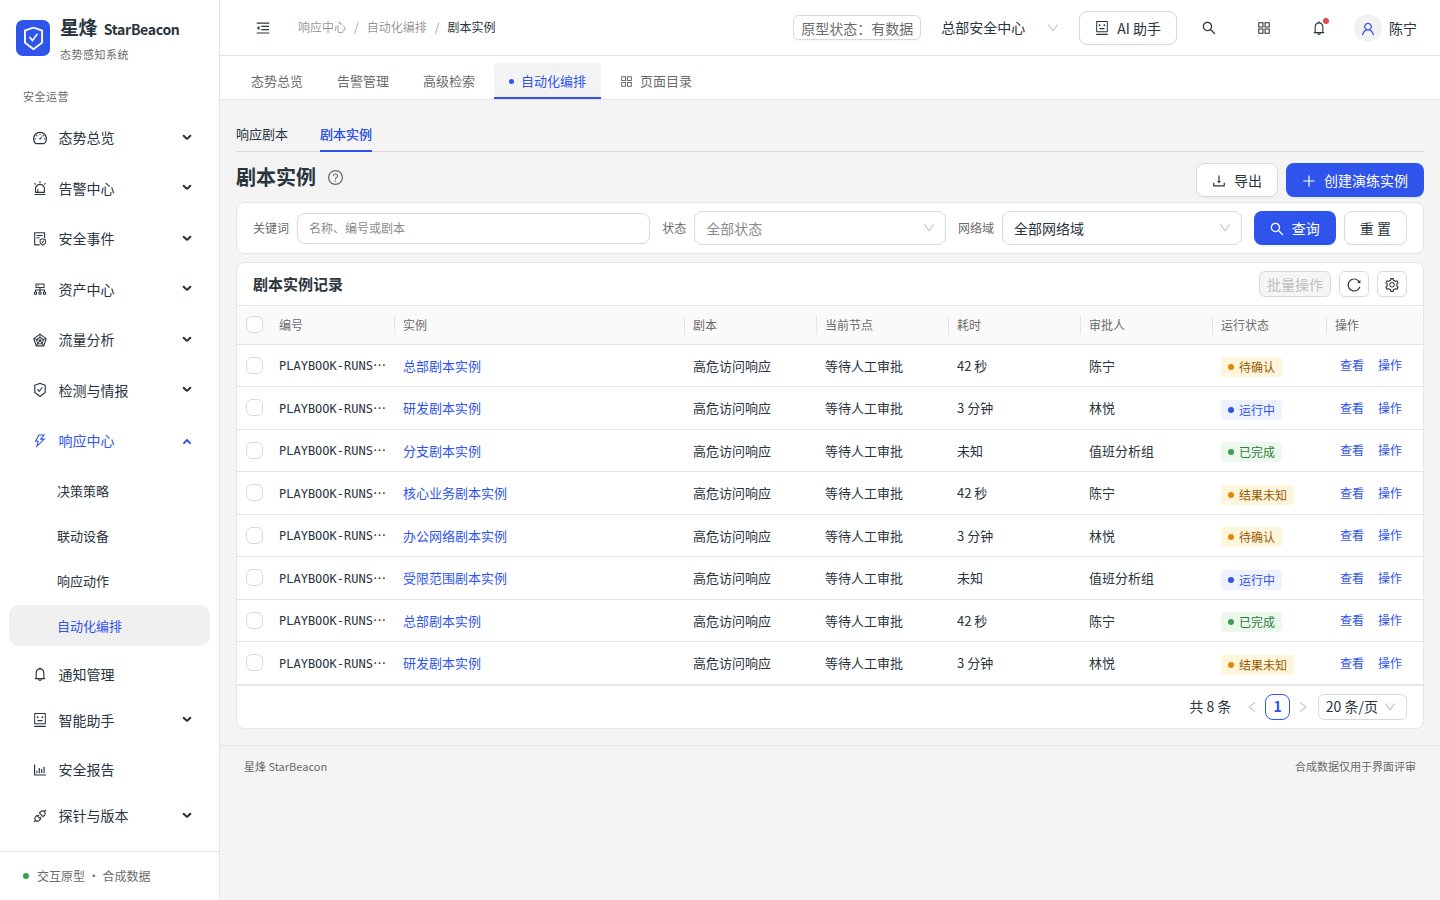 星烽 StarBeacon
态势感知系统
安全运营
态势总览
告警中心
安全事件
资产中心
流量分析
检测与情报
响应中心
决策策略
联动设备
响应动作
自动化编排
通知管理
智能助手
安全报告
探针与版本
交互原型 · 合成数据
响应中心 / 自动化编排 / 剧本实例
原型状态：有数据
总部安全中心
AI 助手
陈宁
态势总览
告警管理
高级检索
自动化编排
页面目录
响应剧本
剧本实例
剧本实例
导出
创建演练实例
关键词 名称、编号或剧本
状态 全部状态
网络域 全部网络域
查询
重 置
剧本实例记录
批量操作
编号 实例 剧本 当前节点 耗时 审批人 运行状态 操作
PLAYBOOK-RUNS··· 总部剧本实例 高危访问响应 等待人工审批 42 秒 陈宁 待确认 查看 操作
PLAYBOOK-RUNS··· 研发剧本实例 高危访问响应 等待人工审批 3 分钟 林悦 运行中 查看 操作
PLAYBOOK-RUNS··· 分支剧本实例 高危访问响应 等待人工审批 未知 值班分析组 已完成 查看 操作
PLAYBOOK-RUNS··· 核心业务剧本实例 高危访问响应 等待人工审批 42 秒 陈宁 结果未知 查看 操作
PLAYBOOK-RUNS··· 办公网络剧本实例 高危访问响应 等待人工审批 3 分钟 林悦 待确认 查看 操作
PLAYBOOK-RUNS··· 受限范围剧本实例 高危访问响应 等待人工审批 未知 值班分析组 运行中 查看 操作
PLAYBOOK-RUNS··· 总部剧本实例 高危访问响应 等待人工审批 42 秒 陈宁 已完成 查看 操作
PLAYBOOK-RUNS··· 研发剧本实例 高危访问响应 等待人工审批 3 分钟 林悦 结果未知 查看 操作
共 8 条 1 20 条/页
星烽 StarBeacon
合成数据仅用于界面评审